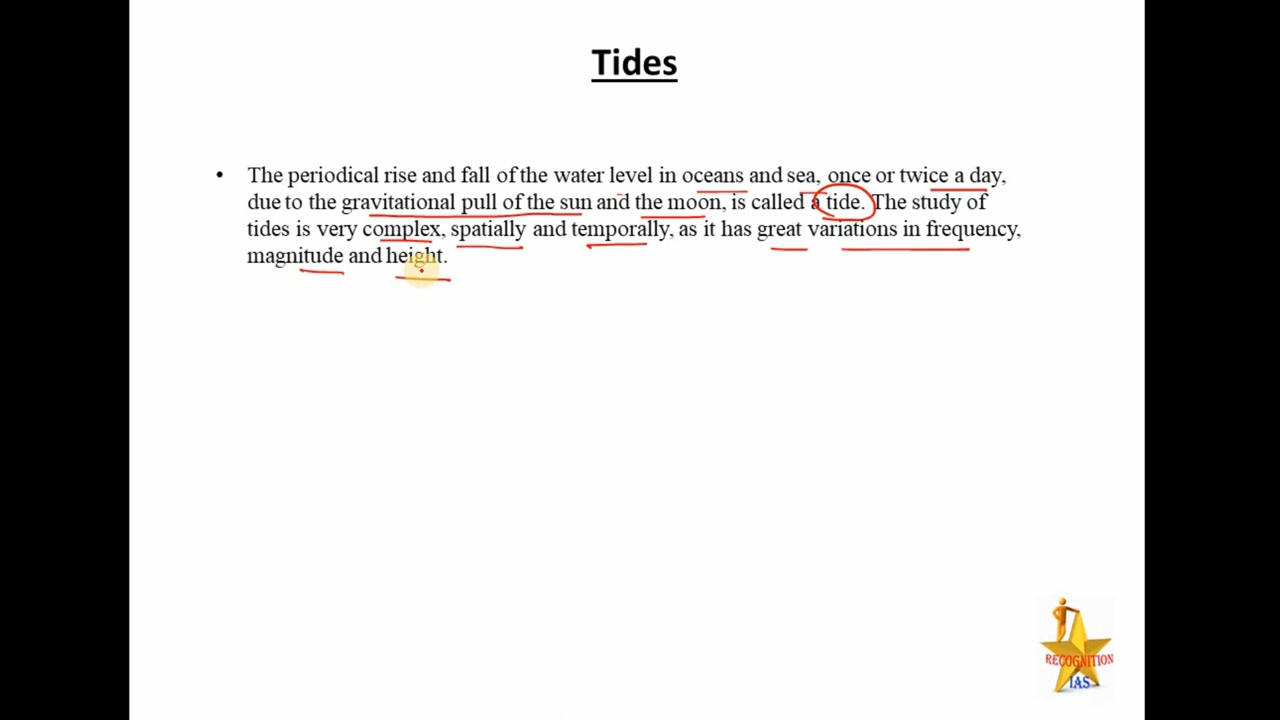 Tides
• The periodical rise and fall of the water level in oceans and sea, once or twice a day,
due to the gravitational pull of the sun and the moon, is called a tide. The study of
tides is very complex, spatially and temporally, as it has great variations in frequency,
magnitude and height.
RECOGNITION
IAS